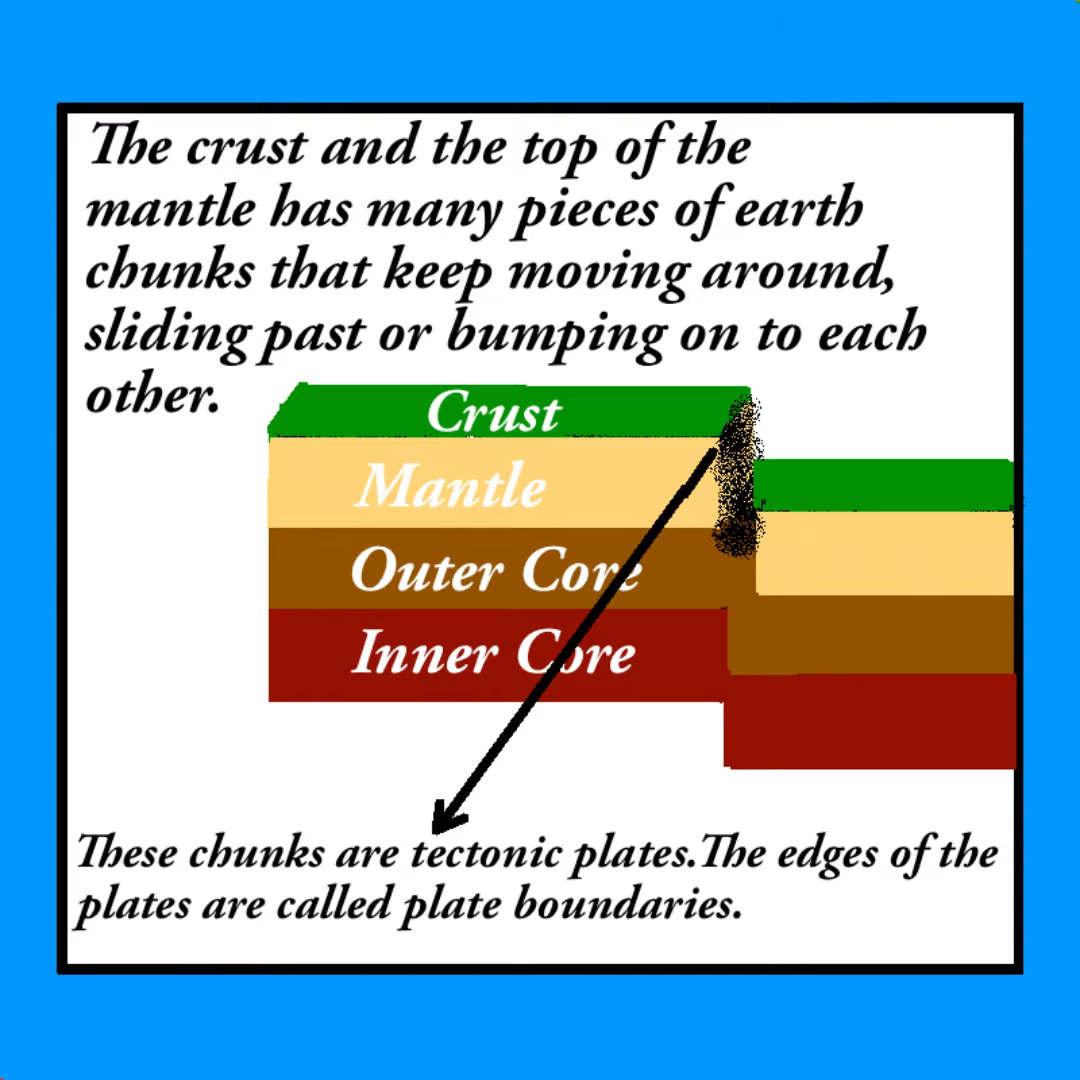 The crust and the top of the
mantle has many pieces of earth
chunks that keep moving around,
sliding past or bumping on to each
other.
Crust
Mantle
Outer Core
Inner Core
These chunks are tectonic plates.The edges of the
plates are called plate boundaries.